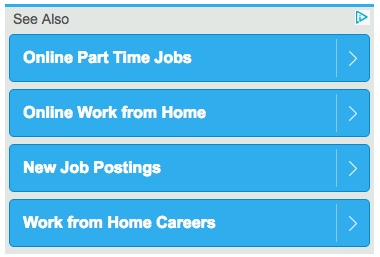 See Also
Online Part Time Jobs
Online Work from Home
New Job Postings
Work from Home Careers